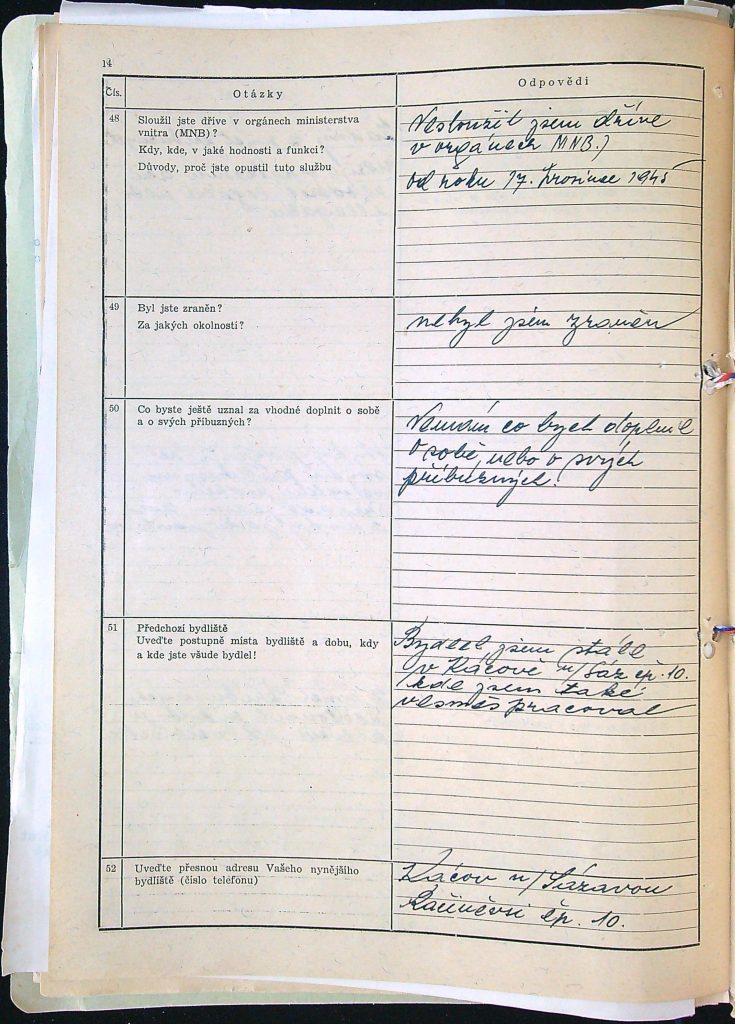 14
Čís.
Otázky
Odpovědi
48
Sloužil jste dříve v orgánech ministerstva
vnitra (MNB)?
Kdy, kde, v jaké hodnosti a funkci?
Důvody, proč jste opustil tuto službu
Nesloužil jsem dříve
v orgánech MNB.)
od roku 17. prosince 1945
49
Byl jste zraněn?
Za jakých okolností?
nebyl jsem zraněn
50
Co byste ještě uznal za vhodné doplnit o sobě
a o svých příbuzných?
Nemám co bych doplnil
o sobě, nebo o svých
příbuzných.
51
Předchozí bydliště
Uveďte postupně místa bydliště a dobu, kdy
a kde jste všude bydlel!
Bydlel jsem stále
v Kácově n/Sáz čp. 10.
kde jsem také
vesměs pracoval
52
Uveďte přesnou adresu Vašeho nynějšího
bydliště (číslo telefonu)
Kácov n/Sázavou
čp. 10.